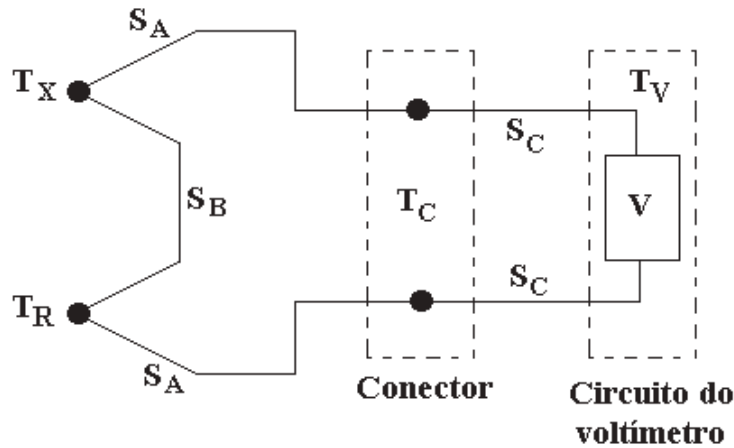 S_A
T_X
T_V
S_C
S_B
T_C
V
T_R
S_C
S_A
Conector
Circuito do
voltímetro